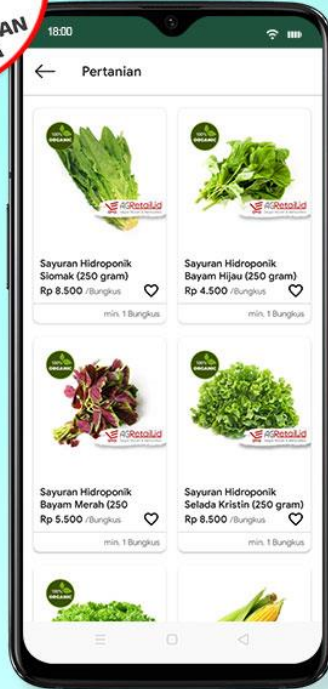 AN
18:00
Pertanian
100%
ORGANIC
AGRetail.id
100%
ORGANIC
AGRetail.id
Sayuran Hidroponik
Siomak (250 gram)
Rp 8.500 /Bungkus
min. 1 Bungkus
Sayuran Hidroponik
Bayam Hijau (250 gram)
Rp 4.500 /Bungkus
min. 1 Bungkus
100%
ORGANIC
AGRetail.id
100%
ORGANIC
AGRetail.id
Sayuran Hidroponik
Bayam Merah (250
Rp 5.500 /Bungkus
min. 1 Bungkus
Sayuran Hidroponik
Selada Kristin (250 gram)
Rp 8.500 /Bungkus
min. 1 Bungkus
100%
ORGANIC